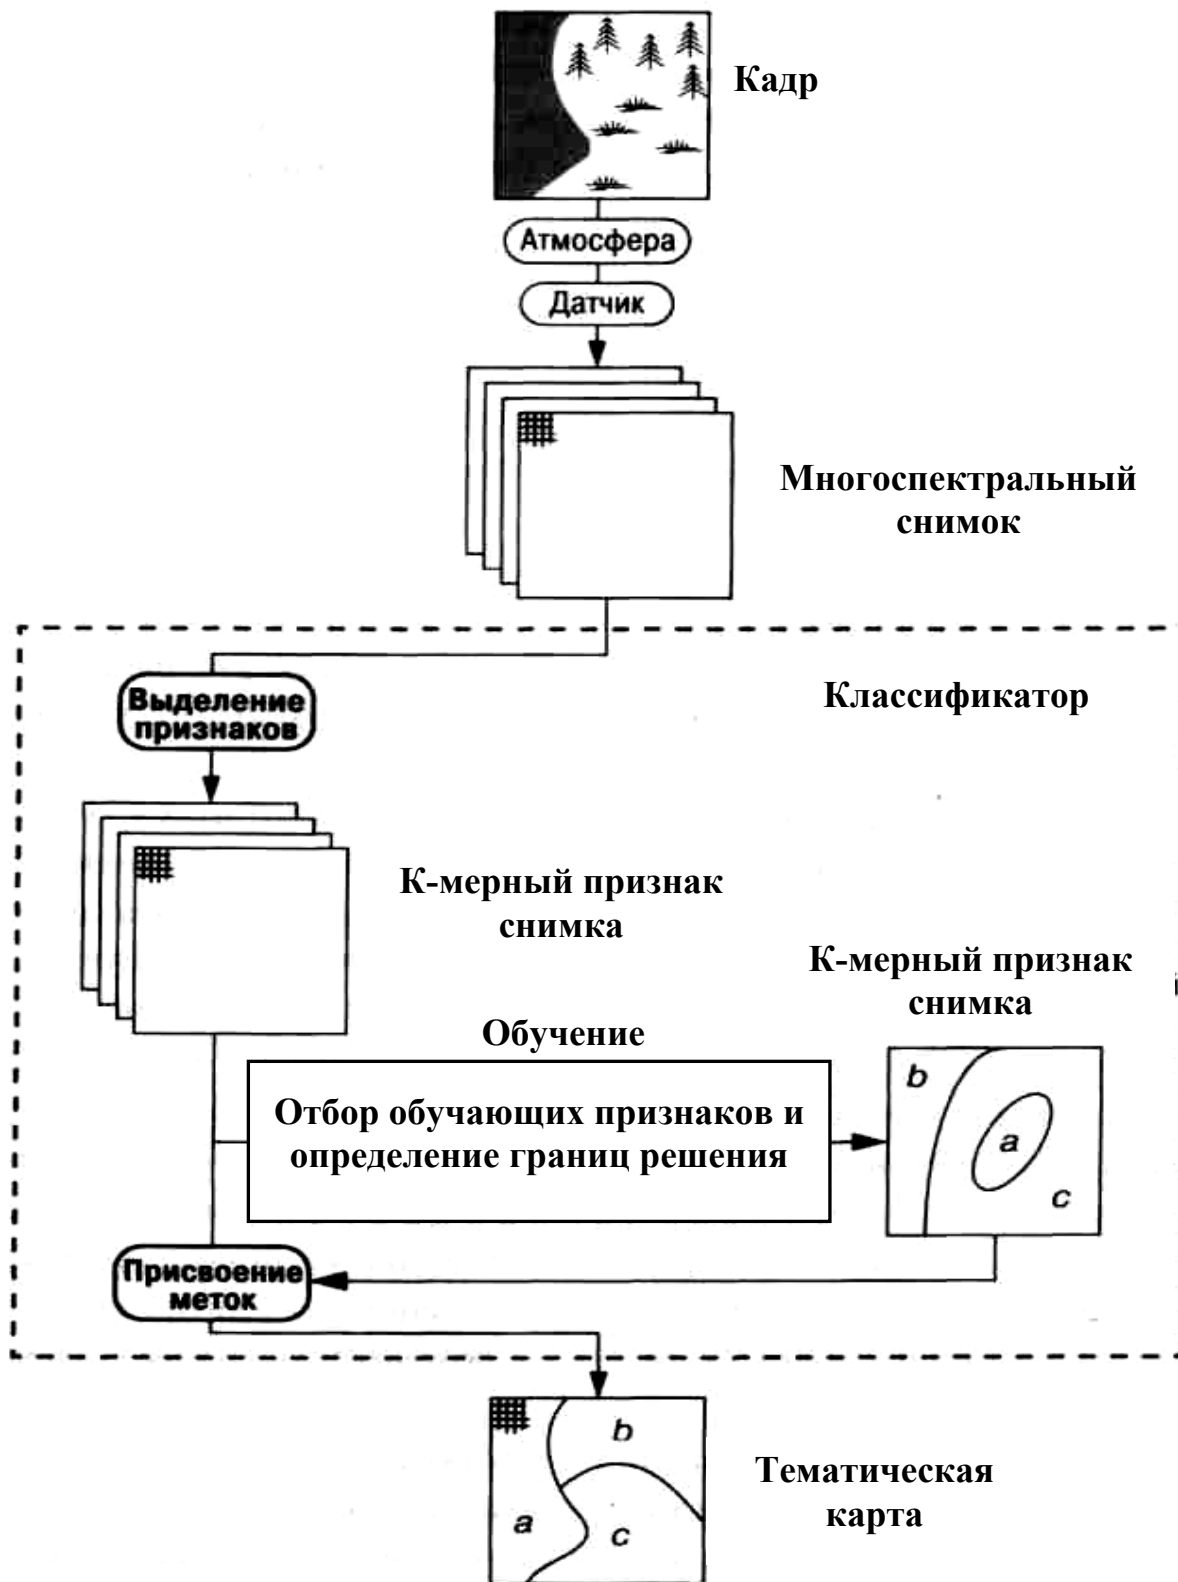 Кадр
Атмосфера
Датчик
Многоспектральный
снимок
Классификатор
Выделение
признаков
К-мерный признак
снимка
К-мерный признак
снимка
Обучение
Отбор обучающих признаков и
определение границ решения
b
a
c
Присвоение
меток
b
a
c
Тематическая
карта